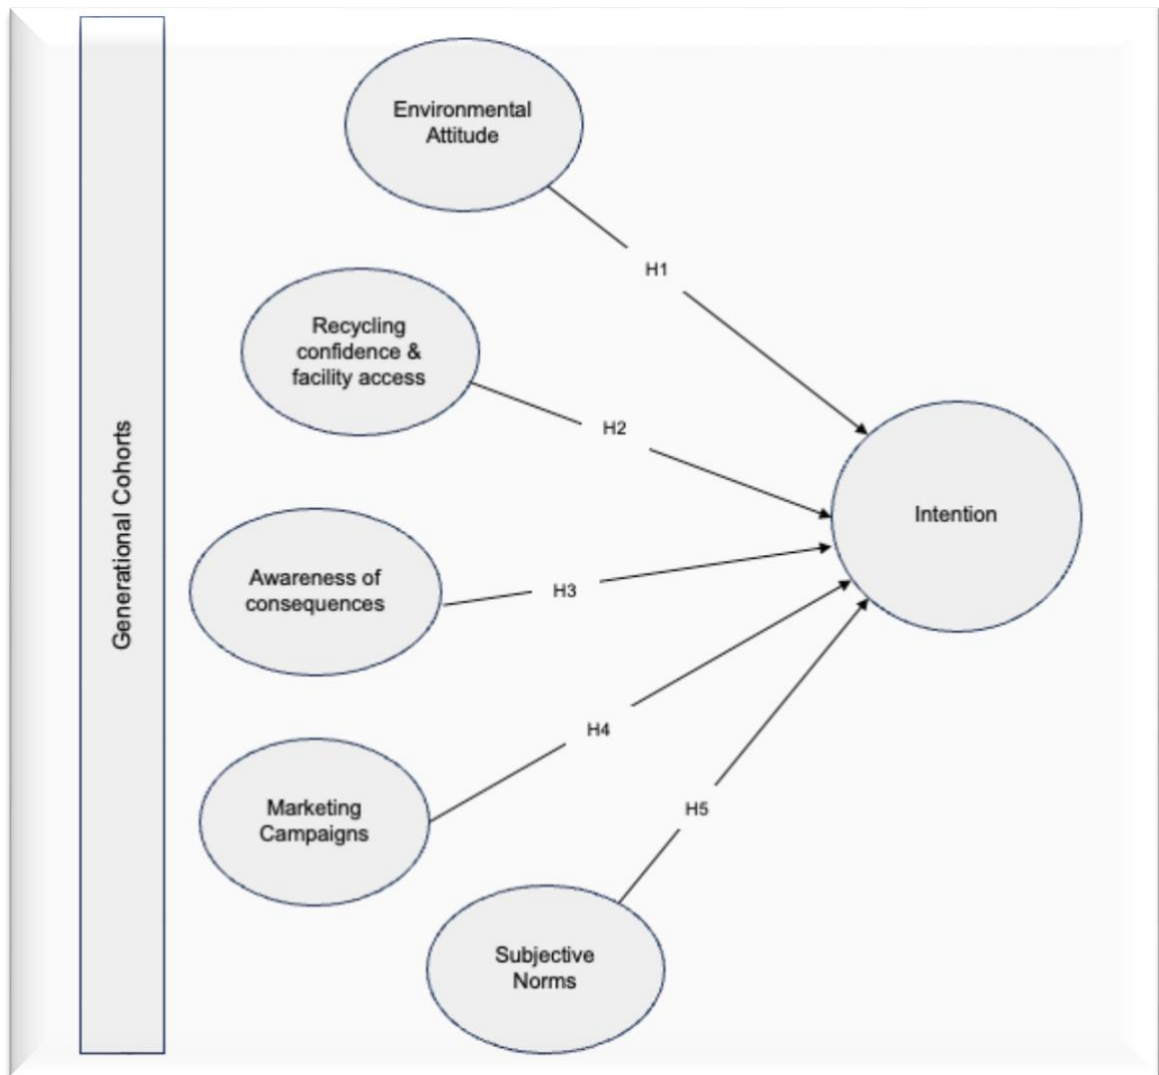 Generational Cohorts
Environmental
Attitude
H1
Recycling
confidence &
facility access
H2
Intention
Awareness of
consequences
H3
H4
Marketing
Campaigns
H5
Subjective
Norms